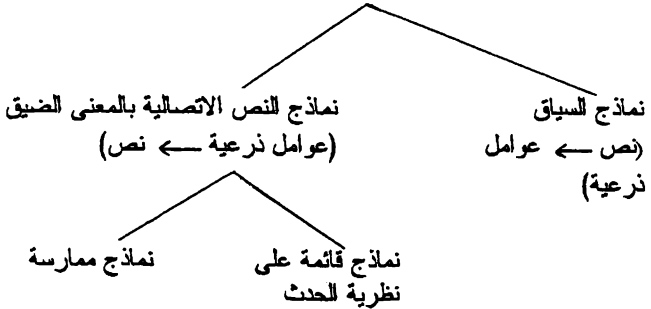 نماذج السياق
(نص ← عوامل
ذرعية)
نماذج النص الاتصالية بالمعنى الضيق
(عوامل ذرعية ← نص)
نماذج قائمة على
نظرية الحدث
نماذج ممارسة